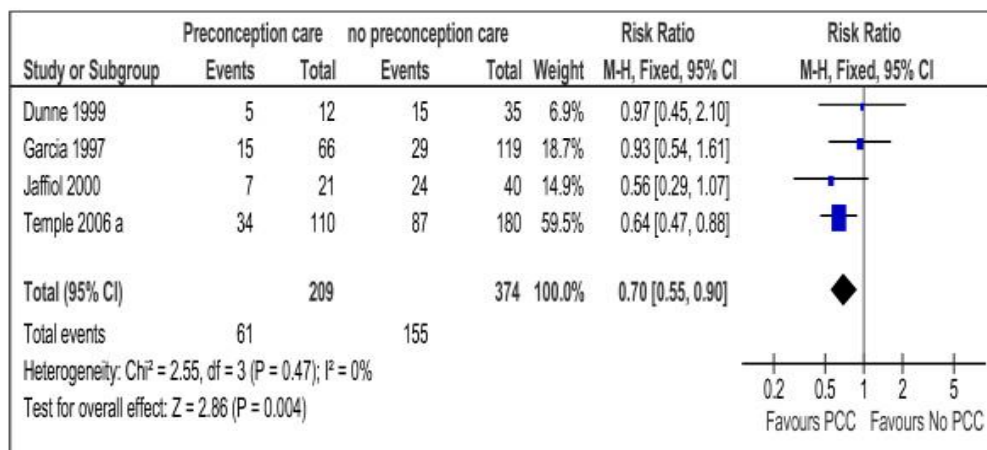 Preconception care no preconception care Risk Ratio Risk Ratio
Study or Subgroup Events Total Events Total Weight M-H, Fixed, 95% CI M-H, Fixed, 95% CI
Dunne 1999 5 12 15 35 6.9% 0.97 [0.45, 2.10]
Garcia 1997 15 66 29 119 18.7% 0.93 [0.54, 1.61]
Jaffiol 2000 7 21 24 40 14.9% 0.56 [0.29, 1.07]
Temple 2006 a 34 110 87 180 59.5% 0.64 [0.47, 0.88]
Total (95% CI) 209 374 100.0% 0.70 [0.55, 0.90]
Total events 61 155
Heterogeneity: Chi² = 2.55, df = 3 (P = 0.47); I² = 0%
Test for overall effect: Z = 2.86 (P = 0.004)
0.2 0.5 1 2 5
Favours PCC Favours No PCC